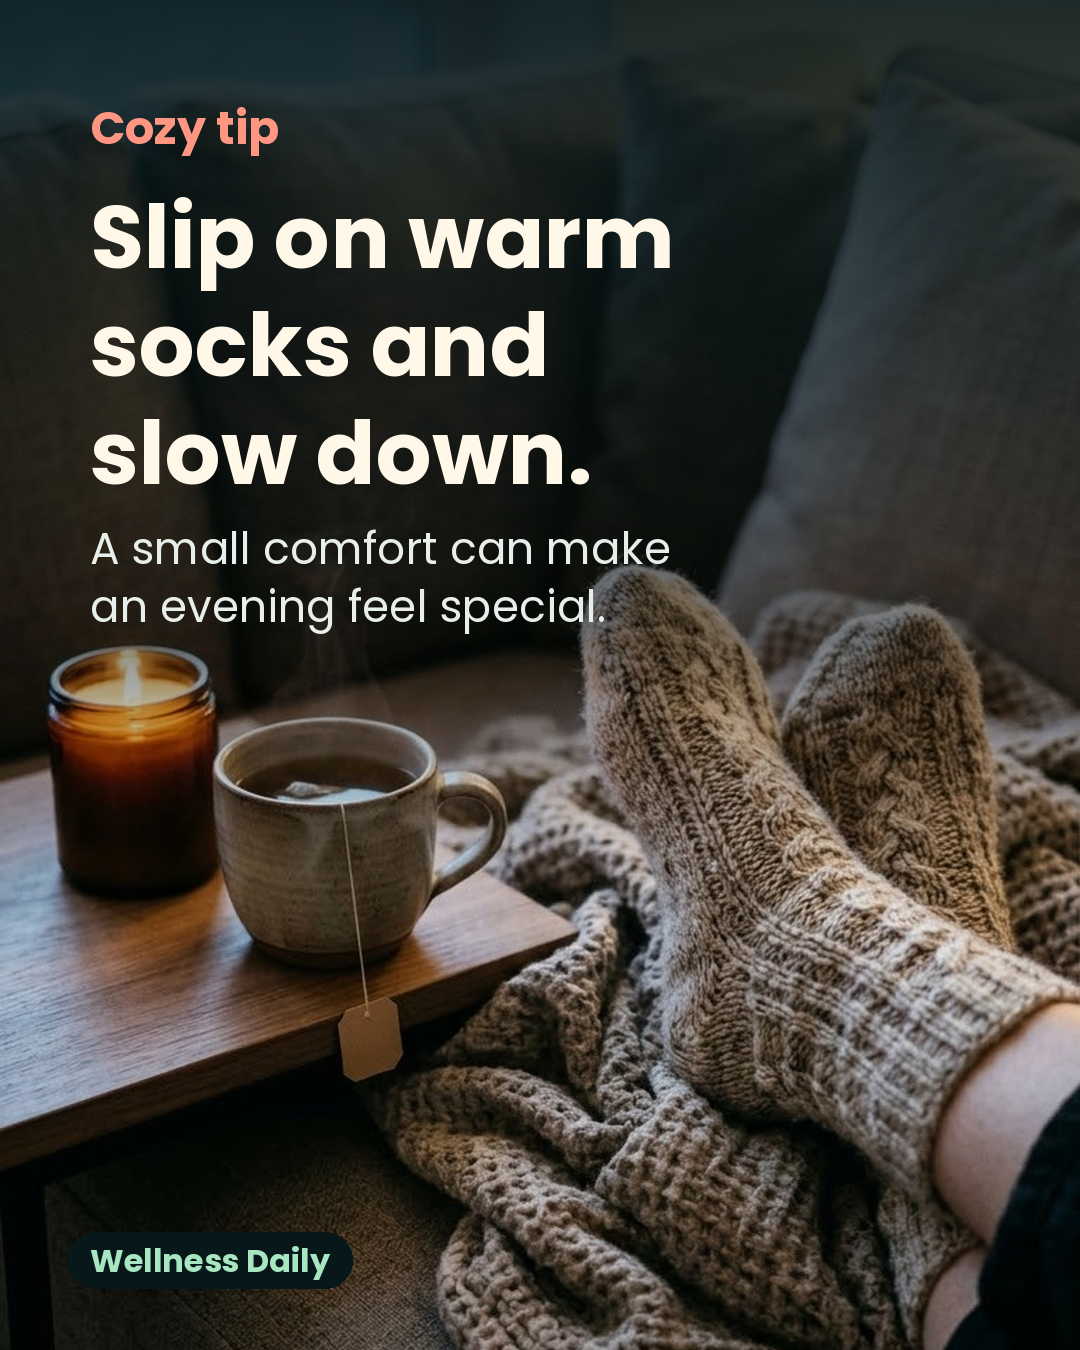 Cozy tip
Slip on warm
socks and
slow down.
A small comfort can make
an evening feel special.
Wellness Daily